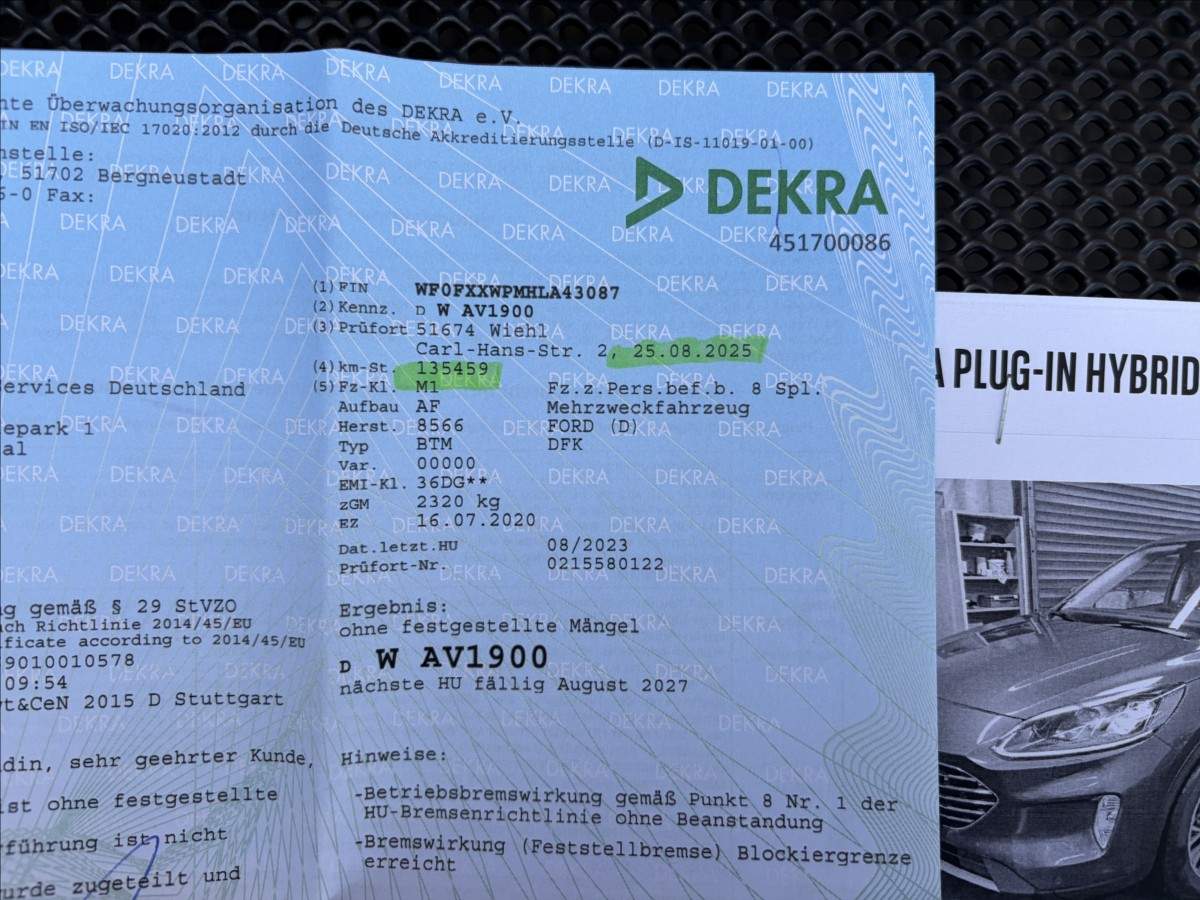 nte Überwachungsorganisation des DEKRA e.V.
IN EN ISO/IEC 17020:2012 durch die Deutsche Akkreditierungsstelle (D-IS-11019-01-00)
nstelle:
51702 Bergneustadt
6-0 Fax:
DEKRA
451700086
(1) FIN WF0FXXWPMHLA43087
(2) Kennz. D W AV1900
(3) Prüfort 51674 Wiehl
Carl-Hans-Str. 2, 25.08.2025
(4) km-St. 135459
(5) Fz-Kl. M1 Fz.z.Pers.bef.b. 8 Spl.
Aufbau AF Mehrzweckfahrzeug
Herst. 8566 FORD (D)
Typ BTM DFK
Var. 00000
EMI-Kl. 36DG**
zGM 2320 kg
EZ 16.07.2020
Dat.letzt.HU 08/2023
Prüfort-Nr. 0215580122
ervices Deutschland
epark 1
al
g gemäß § 29 StVZO
ch Richtlinie 2014/45/EU
ificate according to 2014/45/EU
9010010578
09:54
t&CeN 2015 D Stuttgart
Ergebnis:
ohne festgestellte Mängel
D W AV1900
nächste HU fällig August 2027
din, sehr geehrter Kunde,
ist ohne festgestellte
führung ist nicht
urde zugeteilt und
Hinweise:
-Betriebsbremswirkung gemäß Punkt 8 Nr. 1 der
HU-Bremsenrichtlinie ohne Beanstandung
-Bremswirkung (Feststellbremse) Blockiergrenze
erreicht
A PLUG-IN HYBRID